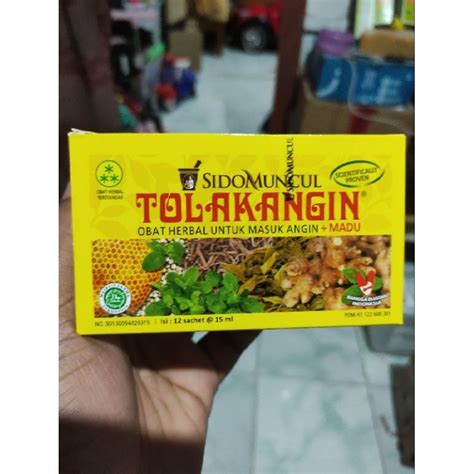 SIDOMUNCUL
SIDOMUNCUL
SCIENTIFICALLY
PROVEN
OBAT HERBAL
TERSTANDAR
TOLAKANGIN®
OBAT HERBAL UNTUK MASUK ANGIN + MADU
INDONESIA
isi : 12 sachet @ 15 ml